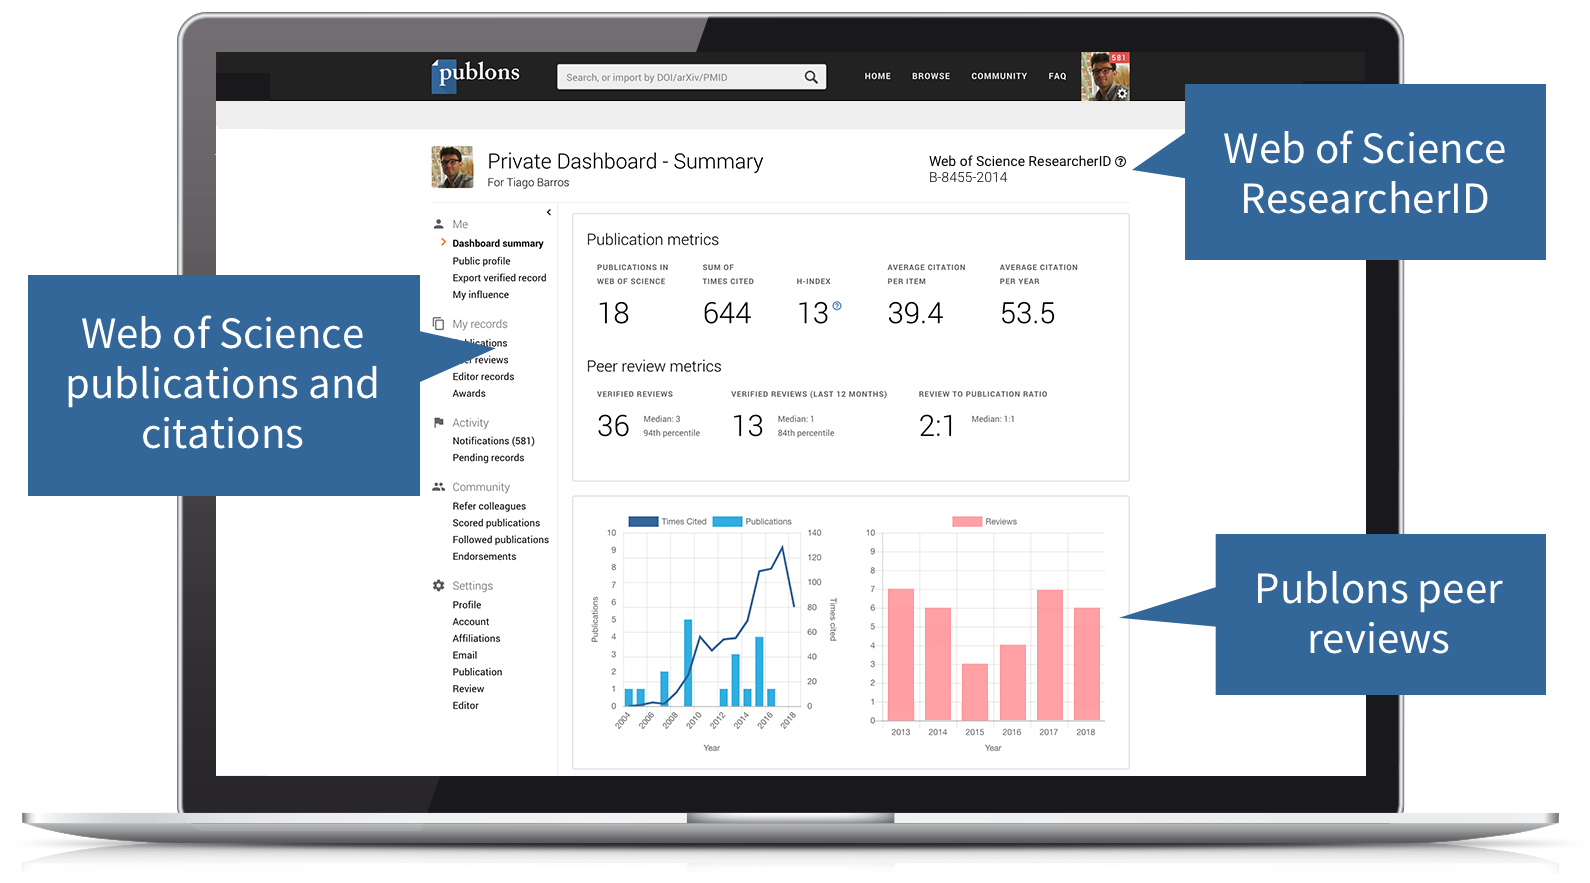 publons
Search, or import by DOI/arXiv/PMID
HOME
BROWSE
COMMUNITY
FAQ
581
Private Dashboard - Summary
For Tiago Barros
Web of Science ResearcherID
B-8455-2014
Web of Science
ResearcherID
Me
Dashboard summary
Public profile
Export verified record
My influence
My records
reviews
Editor records
Awards
Activity
Notifications (581)
Pending records
Community
Refer colleagues
Scored publications
Followed publications
Endorsements
Settings
Profile
Account
Affiliations
Email
Publication
Review
Editor
Web of Science
publications and
citations
Publication metrics
PUBLICATIONS IN
WEB OF SCIENCE
18
SUM OF
TIMES CITED
644
H-INDEX
13
AVERAGE CITATION
PER ITEM
39.4
AVERAGE CITATION
PER YEAR
53.5
Peer review metrics
VERIFIED REVIEWS
36
Median: 3
94th percentile
VERIFIED REVIEWS (LAST 12 MONTHS)
13
Median: 1
84th percentile
REVIEW TO PUBLICATION RATIO
2:1
Median: 1:1
Times Cited
Publications
10
9
8
7
6
5
4
3
2
1
0
Publications
140
120
100
80
60
40
20
0
Times cited
2004
2006
2008
2010
2012
2014
2016
2018
Year
Reviews
10
9
8
7
6
5
4
3
2
1
0
2013
2014
2015
2016
2017
2018
Year
Publons peer
reviews